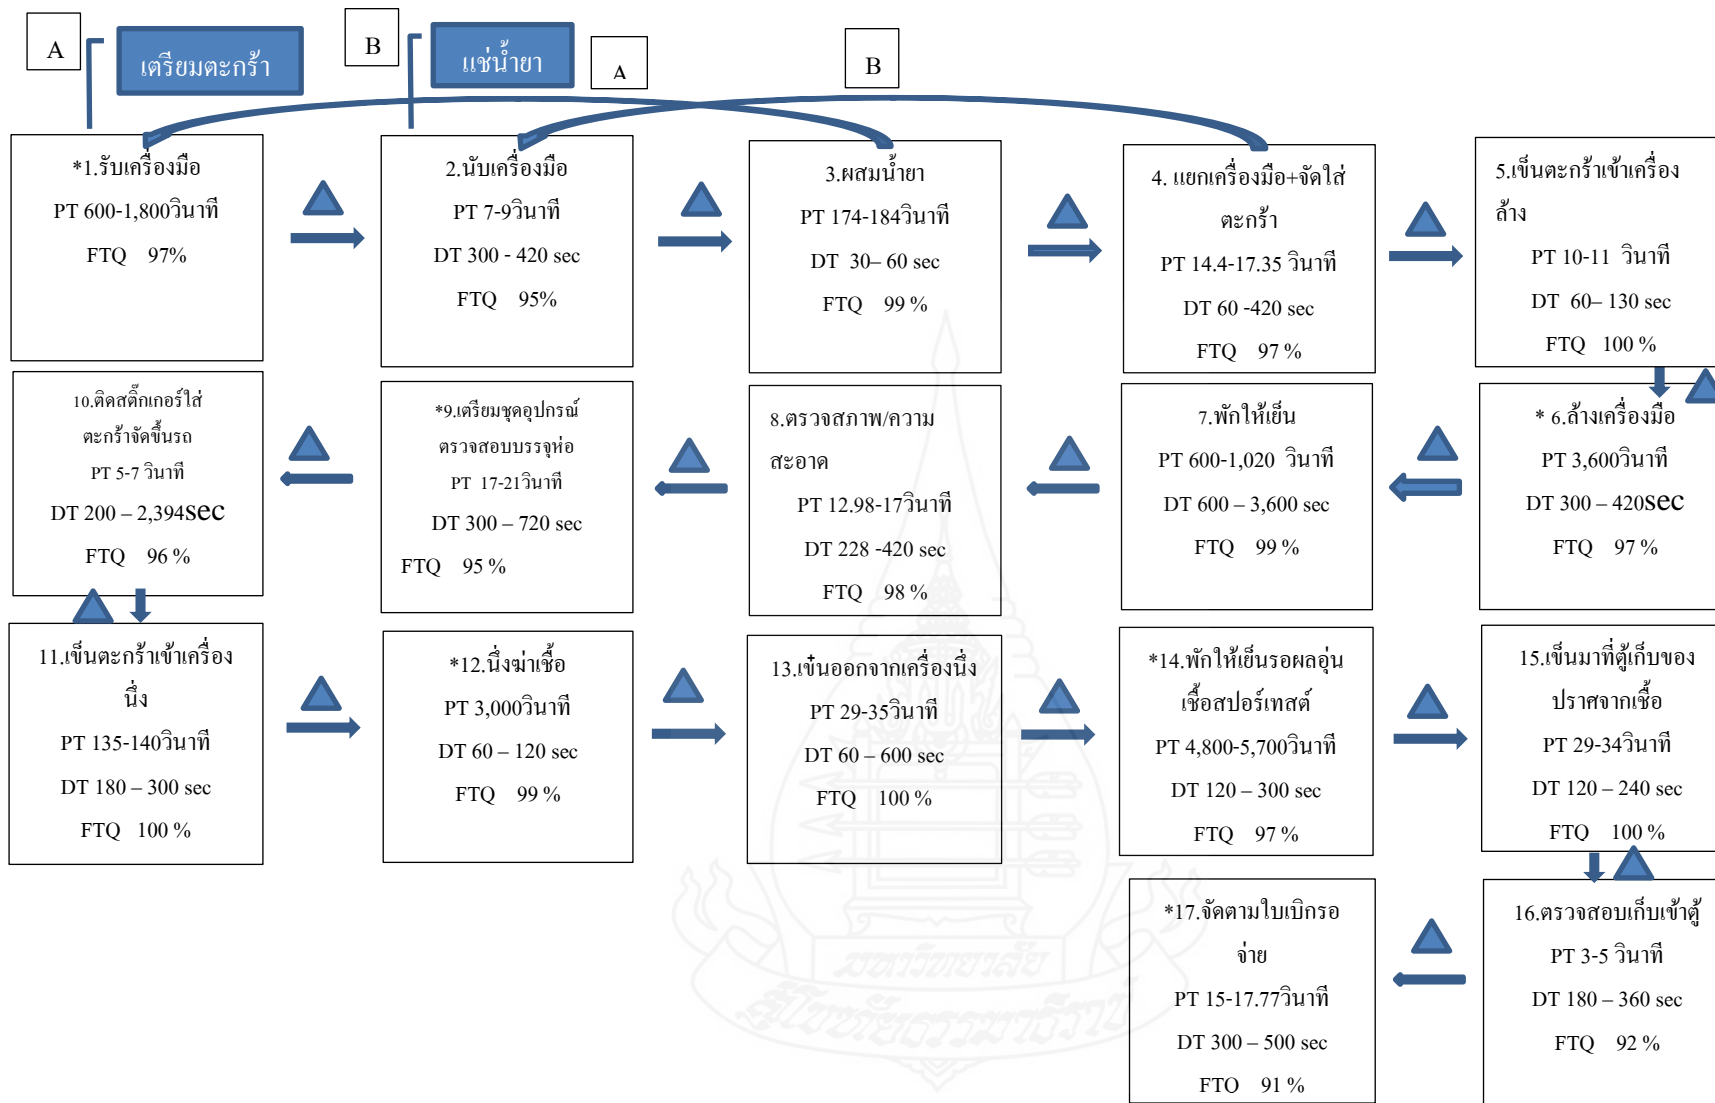 A
เตรียมตะกร้า
B
แช่น้ำยา
A
B
*1.รับเครื่องมือ
PT 600-1,800วินาที
FTQ 97%
2.นับเครื่องมือ
PT 7-9วินาที
DT 300 - 420 sec
FTQ 95%
3.ผสมน้ำยา
PT 174-184วินาที
DT 30– 60 sec
FTQ 99 %
4. แยกเครื่องมือ+จัดใส่
ตะกร้า
PT 14.4-17.35 วินาที
DT 60 -420 sec
FTQ 97 %
5.เข็นตะกร้าเข้าเครื่อง
ล้าง
PT 10-11 วินาที
DT 60– 130 sec
FTQ 100 %
* 6.ล้างเครื่องมือ
PT 3,600วินาที
DT 300 – 420sec
FTQ 97 %
7.พักให้เย็น
PT 600-1,020 วินาที
DT 600 – 3,600 sec
FTQ 99 %
8.ตรวจสภาพ/ความ
สะอาด
PT 12.98-17วินาที
DT 228 -420 sec
FTQ 98 %
*9.เตรียมชุดอุปกรณ์
ตรวจสอบบรรจุห่อ
PT 17-21วินาที
DT 300 – 720 sec
FTQ 95 %
10.ติดสติ๊กเกอร์ใส่
ตะกร้าจัดขึ้นรถ
PT 5-7 วินาที
DT 200 – 2,394sec
FTQ 96 %
11.เข็นตะกร้าเข้าเครื่อง
นึ่ง
PT 135-140วินาที
DT 180 – 300 sec
FTQ 100 %
*12.นึ่งฆ่าเชื้อ
PT 3,000วินาที
DT 60 – 120 sec
FTQ 99 %
13.เข็นออกจากเครื่องนึ่ง
PT 29-35วินาที
DT 60 – 600 sec
FTQ 100 %
*14.พักให้เย็นรอผลอุ่น
เชื้อสปอร์เทสต์
PT 4,800-5,700วินาที
DT 120 – 300 sec
FTQ 97 %
15.เข็นมาที่ตู้เก็บของ
ปราศจากเชื้อ
PT 29-34วินาที
DT 120 – 240 sec
FTQ 100 %
16.ตรวจสอบเก็บเข้าตู้
PT 3-5 วินาที
DT 180 – 360 sec
FTQ 92 %
*17.จัดตามใบเบิกรอ
จ่าย
PT 15-17.77วินาที
DT 300 – 500 sec
FTO 91 %
มหาวิทยาลัย
สุโขทัยธรรมาธิราช